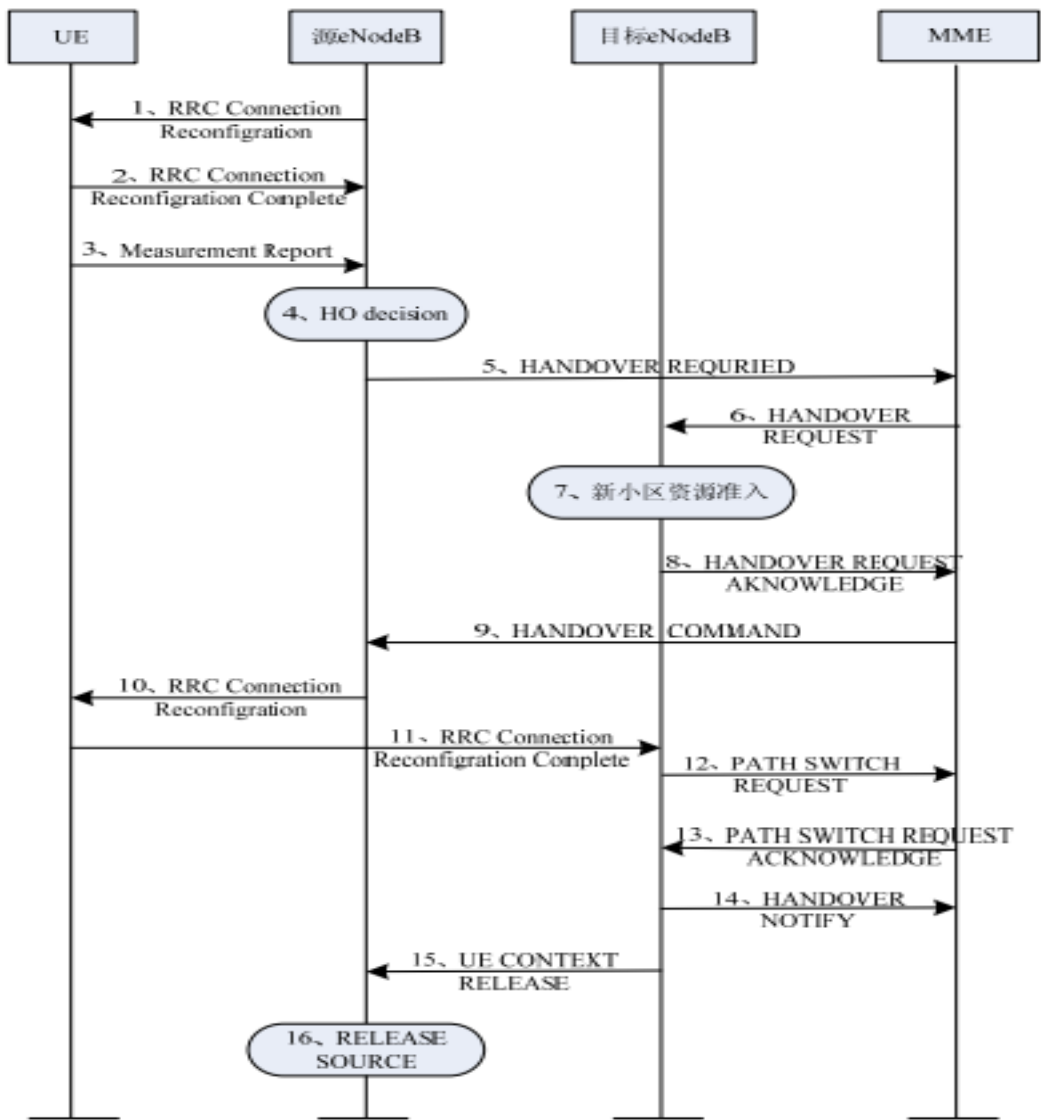 UE
源eNodeB
目标eNodeB
MME
1、RRC Connection
Reconfigration
2、RRC Connection
Reconfigration Complete
3、Measurement Report
4、HO decision
5、HANDOVER REQURIED
6、HANDOVER
REQUEST
7、新小区资源准入
8、HANDOVER REQUEST
AKNOWLEDGE
9、HANDOVER COMMAND
10、RRC Connection
Reconfigration
11、RRC Connection
Reconfigration Complete
12、PATH SWITCH
REQUEST
13、PATH SWITCH REQUEST
ACKNOWLEDGE
14、HANDOVER
NOTIFY
15、UE CONTEXT
RELEASE
16、RELEASE
SOURCE